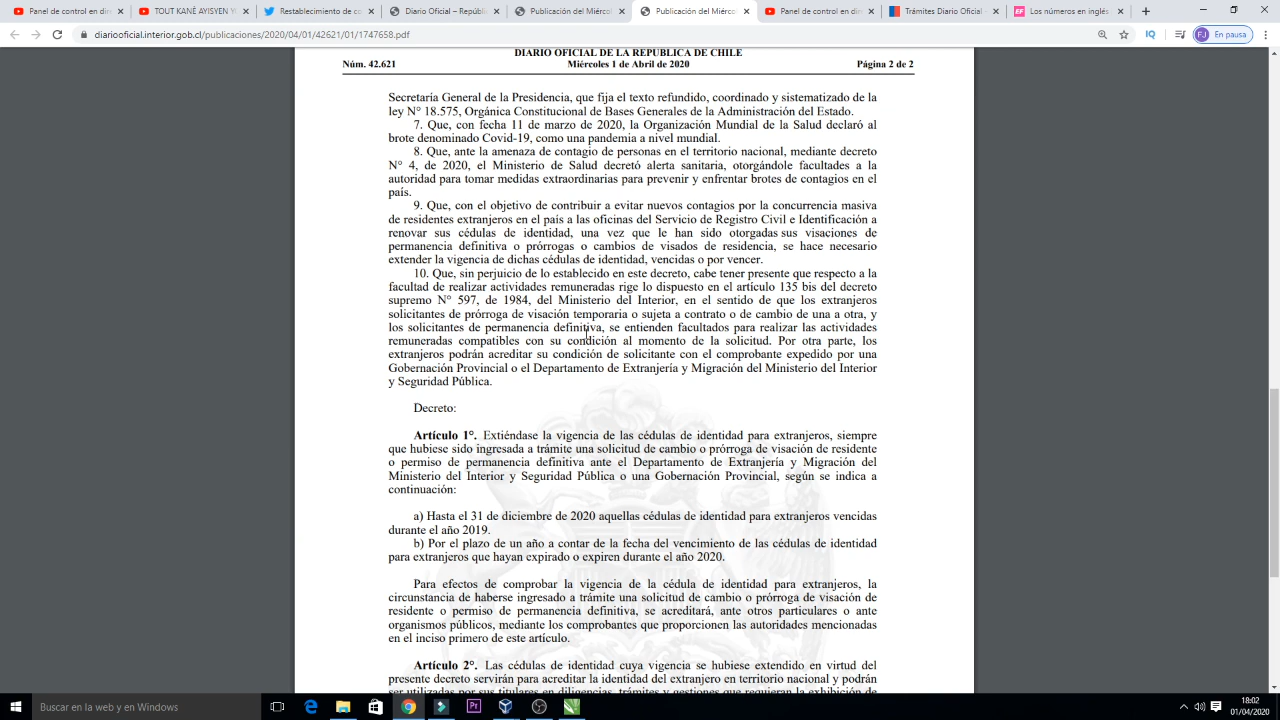 Panel de control en dir
TOUT KANÉ AYISYEN Y
Restablecimiento de co
Diario Oficial – Repúbli
Publicación del Miérco
Publicación del Miérco
Panel de control en dir
Trámites Diario Oficial -
EF Los números en inglés
diariooficial.interior.gob.cl/publicaciones/2020/04/01/42621/01/1747658.pdf
IQ
FJ En pausa
DIARIO OFICIAL DE LA REPUBLICA DE CHILE
Núm. 42.621 Miércoles 1 de Abril de 2020 Página 2 de 2
Secretaría General de la Presidencia, que fija el texto refundido, coordinado y sistematizado de la
ley N° 18.575, Orgánica Constitucional de Bases Generales de la Administración del Estado.
7. Que, con fecha 11 de marzo de 2020, la Organización Mundial de la Salud declaró al
brote denominado Covid-19, como una pandemia a nivel mundial.
8. Que, ante la amenaza de contagio de personas en el territorio nacional, mediante decreto
N° 4, de 2020, el Ministerio de Salud decretó alerta sanitaria, otorgándole facultades a la
autoridad para tomar medidas extraordinarias para prevenir y enfrentar brotes de contagios en el
país.
9. Que, con el objetivo de contribuir a evitar nuevos contagios por la concurrencia masiva
de residentes extranjeros en el país a las oficinas del Servicio de Registro Civil e Identificación a
renovar sus cédulas de identidad, una vez que le han sido otorgadas sus visaciones de
permanencia definitiva o prórrogas o cambios de visados de residencia, se hace necesario
extender la vigencia de dichas cédulas de identidad, vencidas o por vencer.
10. Que, sin perjuicio de lo establecido en este decreto, cabe tener presente que respecto a la
facultad de realizar actividades remuneradas rige lo dispuesto en el artículo 135 bis del decreto
supremo N° 597, de 1984, del Ministerio del Interior, en el sentido de que los extranjeros
solicitantes de prórroga de visación temporaria o sujeta a contrato o de cambio de una a otra, y
los solicitantes de permanencia definitiva, se entienden facultados para realizar las actividades
remuneradas compatibles con su condición al momento de la solicitud. Por otra parte, los
extranjeros podrán acreditar su condición de solicitante con el comprobante expedido por una
Gobernación Provincial o el Departamento de Extranjería y Migración del Ministerio del Interior
y Seguridad Pública.
Decreto:
Artículo 1°. Extiéndase la vigencia de las cédulas de identidad para extranjeros, siempre
que hubiese sido ingresada a trámite una solicitud de cambio o prórroga de visación de residente
o permiso de permanencia definitiva ante el Departamento de Extranjería y Migración del
Ministerio del Interior y Seguridad Pública o una Gobernación Provincial, según se indica a
continuación:
a) Hasta el 31 de diciembre de 2020 aquellas cédulas de identidad para extranjeros vencidas
durante el año 2019.
b) Por el plazo de un año a contar de la fecha del vencimiento de las cédulas de identidad
para extranjeros que hayan expirado o expiren durante el año 2020.
Para efectos de comprobar la vigencia de la cédula de identidad para extranjeros, la
circunstancia de haberse ingresado a trámite una solicitud de cambio o prórroga de visación de
residente o permiso de permanencia definitiva, se acreditará, ante otros particulares o ante
organismos públicos, mediante los comprobantes que proporcionen las autoridades mencionadas
en el inciso primero de este artículo.
Artículo 2°. Las cédulas de identidad cuya vigencia se hubiese extendido en virtud del
presente decreto servirán para acreditar la identidad del extranjero en territorio nacional y podrán
ser utilizadas por sus titulares en diligencias, trámites y gestiones que requieran la exhibición de
Buscar en la web y Windows
Pr
18:02
01/04/2020